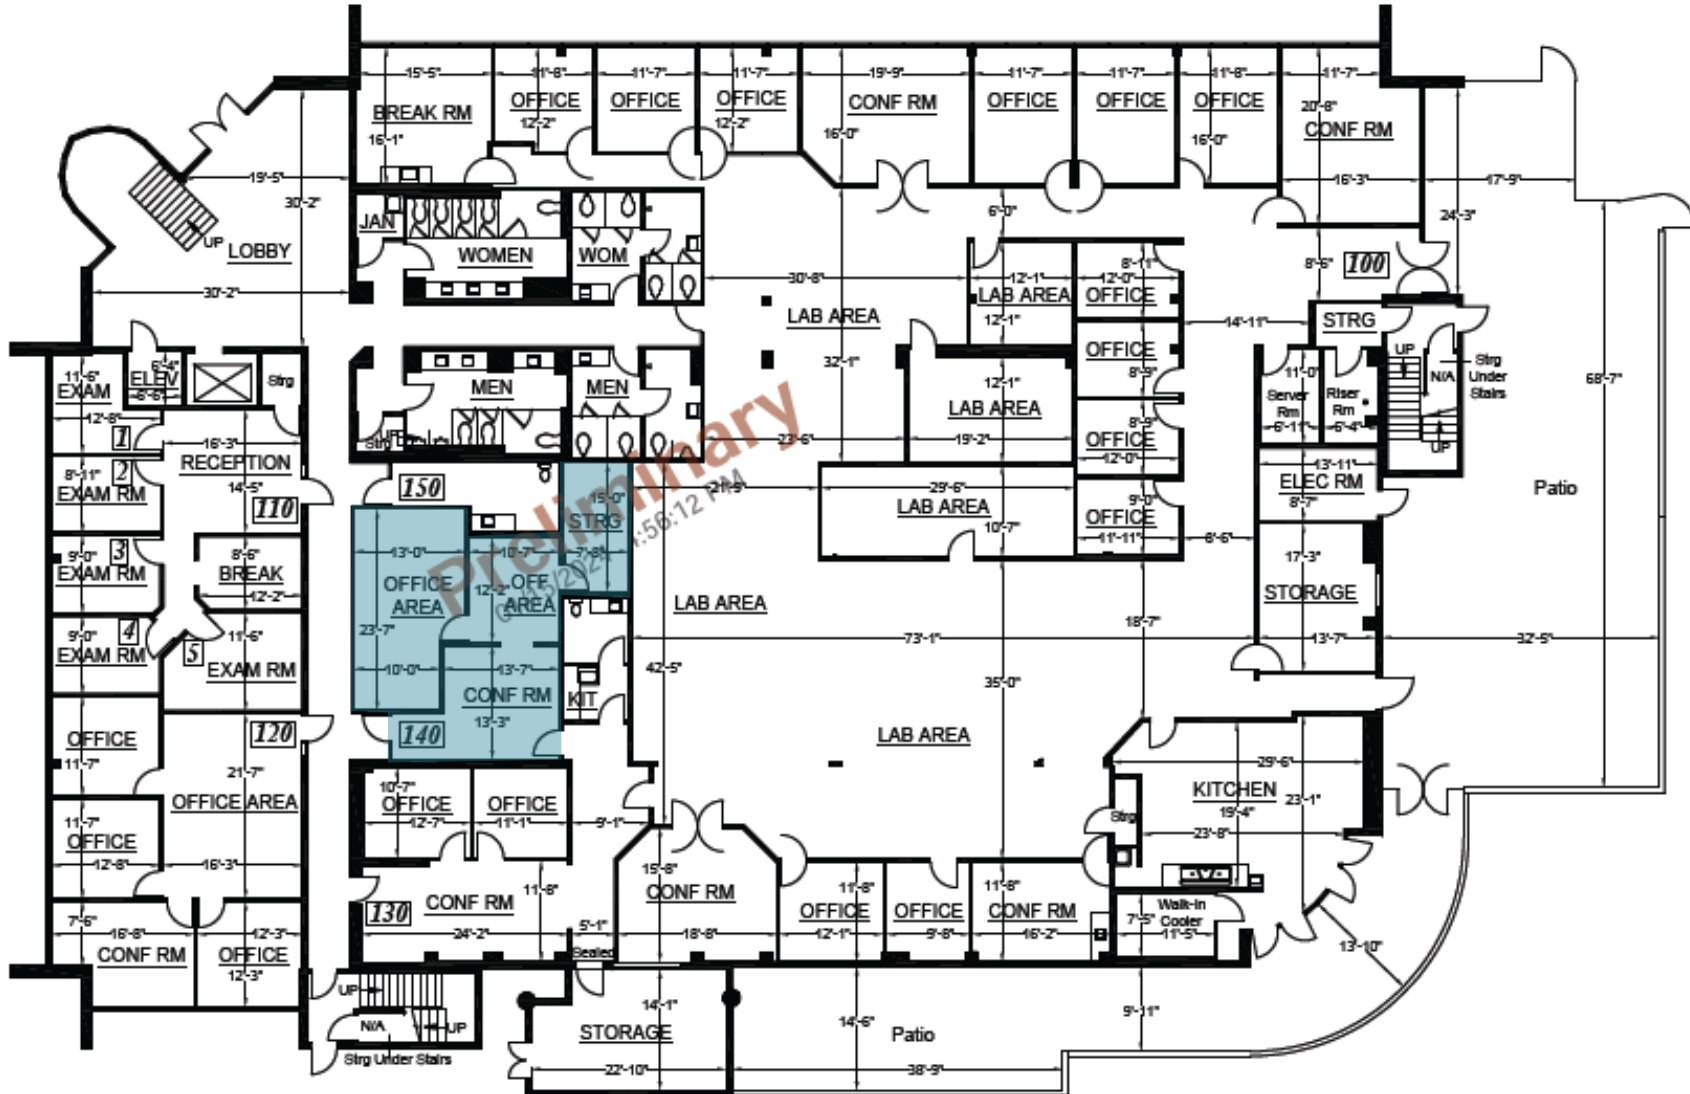 15'-5"
11'-8"
11'-7"
11'-7"
19'-9"
11'-7"
11'-7"
11'-8"
11'-7"
BREAK RM
OFFICE
OFFICE
OFFICE
CONF RM
OFFICE
OFFICE
OFFICE
20'-8"
CONF RM
16'-1"
12'-2"
12'-2"
16'-0"
16'-0"
19'-5"
30'-2"
16'-3"
17'-9"
24'-3"
UP
LOBBY
JAN
WOMEN
WOM
6'-0"
8'-6"
100
30'-2"
30'-8"
12'-1"
LAB AREA
12'-1"
8'-11"
12'-0"
OFFICE
LAB AREA
32'-1"
14'-11"
STRG
11'-6"
EXAM
12'-8"
1
6'-4"
ELEV
6'-6"
Strg
MEN
MEN
Strg
OFFICE
8'-9"
12'-1"
LAB AREA
19'-2"
23'-6"
8'-9"
OFFICE
12'-0"
11'-0"
Server
Rm
6'-11"
Riser
Rm
6'-4"
UP
N/A
UP
Strg
Under
Stairs
68'-7"
16'-3"
RECEPTION
14'-5"
110
2
8'-11"
EXAM RM
150
15'-0"
STRG
7'-8"
21'-9"
29'-6"
LAB AREA
10'-7"
9'-0"
OFFICE
11'-11"
13'-11"
ELEC RM
8'-7"
Patio
Preliminary
:56:12 PM
3
9'-0"
EXAM RM
8'-6"
BREAK
12'-2"
13'-0"
OFFICE
AREA
23'-7"
10'-0"
10'-7"
12'-2"
OFF
AREA
LAB AREA
6'-6"
17'-3"
STORAGE
13'-7"
4
9'-0"
EXAM RM
5
11'-6"
EXAM RM
13'-7"
CONF RM
13'-3"
140
KIT
42'-5"
73'-1"
18'-7"
35'-0"
32'-5"
OFFICE
11'-7"
120
21'-7"
OFFICE AREA
16'-3"
11'-7"
OFFICE
12'-8"
LAB AREA
29'-6"
KITCHEN
19'-4"
23'-1"
23'-8"
Strg
10'-7"
OFFICE
12'-7"
OFFICE
11'-1"
9'-1"
15'-8"
CONF RM
18'-8"
130
CONF RM
24'-2"
11'-8"
5'-1"
Sealed
11'-8"
OFFICE
12'-1"
OFFICE
9'-8"
11'-8"
CONF RM
16'-2"
Walk-In
Cooler
7'-5"
11'-5"
13'-10"
7'-6"
16'-8"
CONF RM
12'-3"
OFFICE
12'-3"
UP
N/A
UP
Strg Under Stairs
14'-1"
STORAGE
22'-10"
14'-6"
Patio
38'-9"
9'-11"